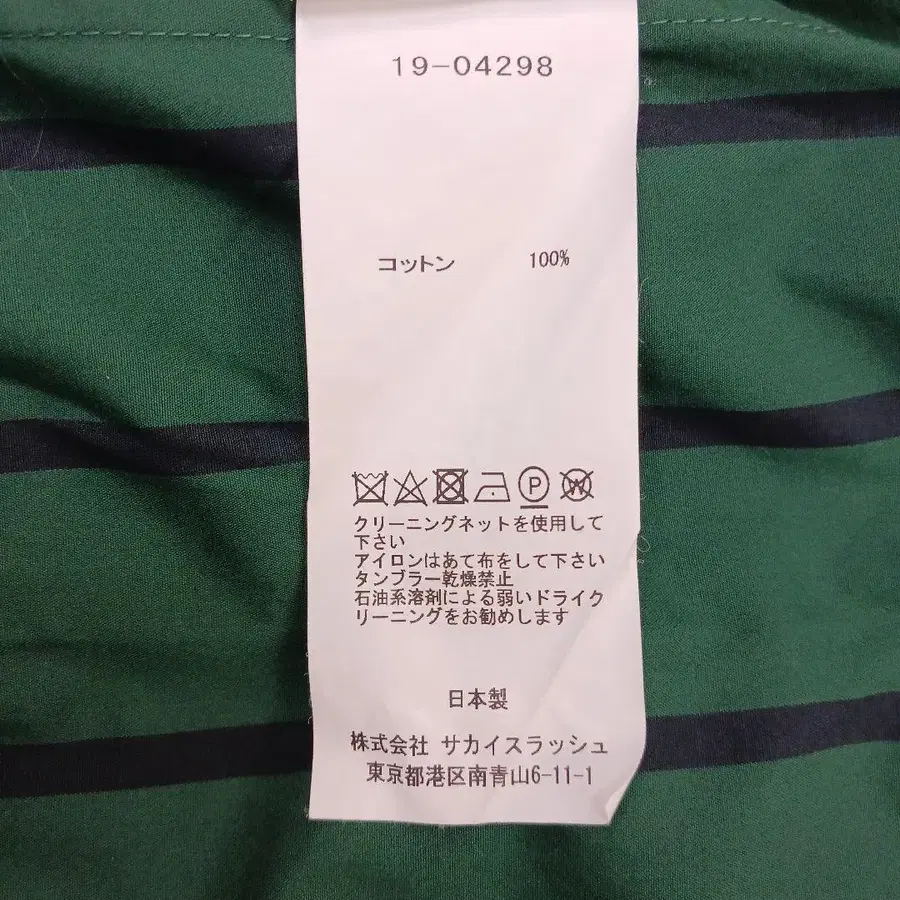 19-04298
コットン 100%
P W
クリーニングネットを使用して
下さい
アイロンはあて布をして下さい
タンブラー乾燥禁止
石油系溶剤による弱いドライク
リーニングをお勧めします
日本製
株式会社 サカイスラッシュ
東京都港区南青山6-11-1